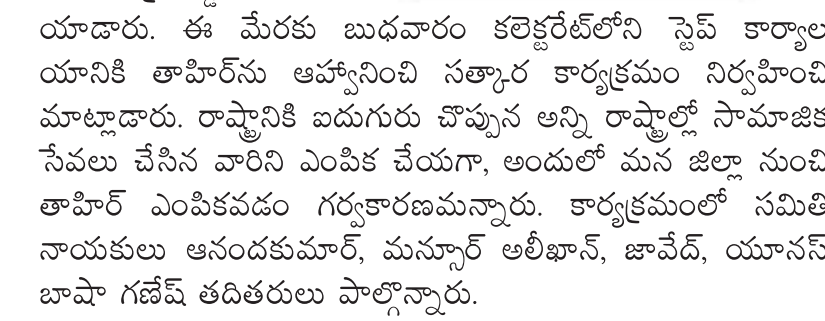 యాడారు. ఈ మేరకు బుధవారం కలెక్టరేట్‌లోని స్టెప్ కార్యాల
యానికి తాహిర్‌ను ఆహ్వానించి సత్కార కార్యక్రమం నిర్వహించి
మాట్లాడారు. రాష్ట్రానికి ఐదుగురు చొప్పున అన్ని రాష్ట్రాల్లో సామాజిక
సేవలు చేసిన వారిని ఎంపిక చేయగా, అందులో మన జిల్లా నుంచి
తాహిర్ ఎంపికవడం గర్వకారణమన్నారు. కార్యక్రమంలో సమితి
నాయకులు ఆనందకుమార్, మన్సూర్ అలీఖాన్, జావేద్, యూనస్
బాషా గణేష్ తదితరులు పాల్గొన్నారు.